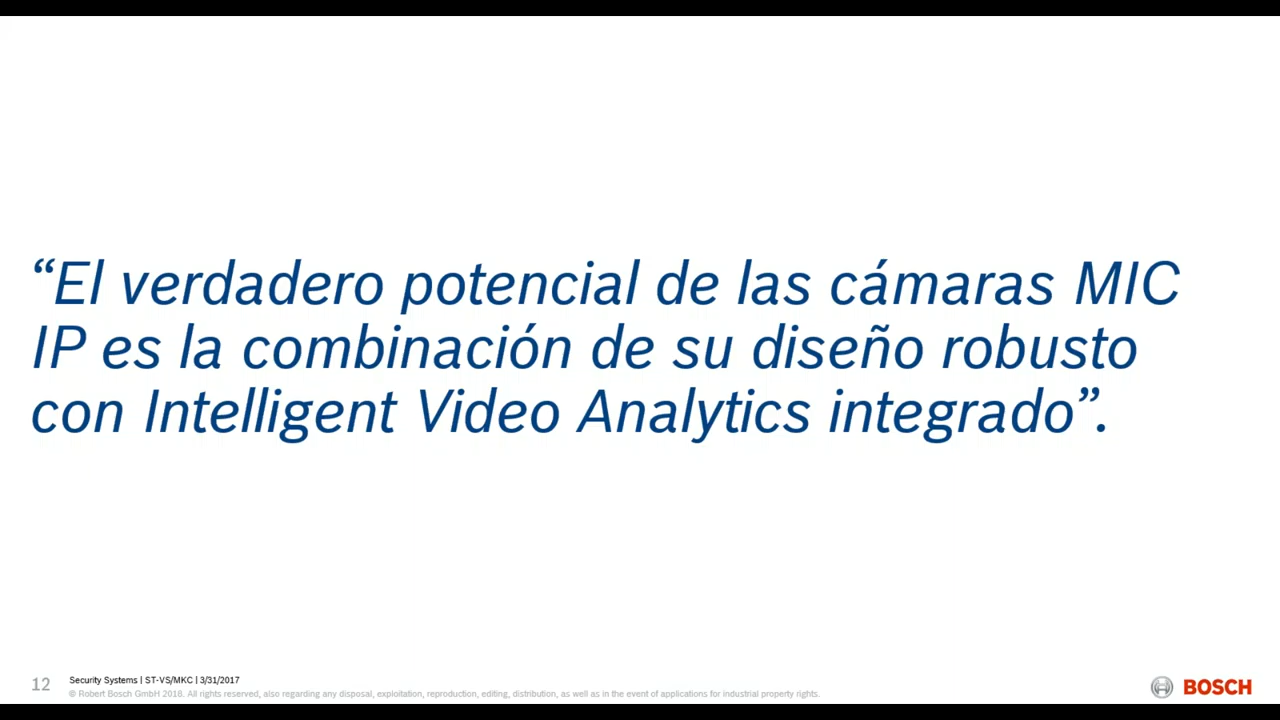 “El verdadero potencial de las cámaras MIC
IP es la combinación de su diseño robusto
con Intelligent Video Analytics integrado”.
12
Security Systems | ST-VS/MKC | 3/31/2017
© Robert Bosch GmbH 2018. All rights reserved, also regarding any disposal, exploitation, reproduction, editing, distribution, as well as in the event of applications for industrial property rights.
BOSCH